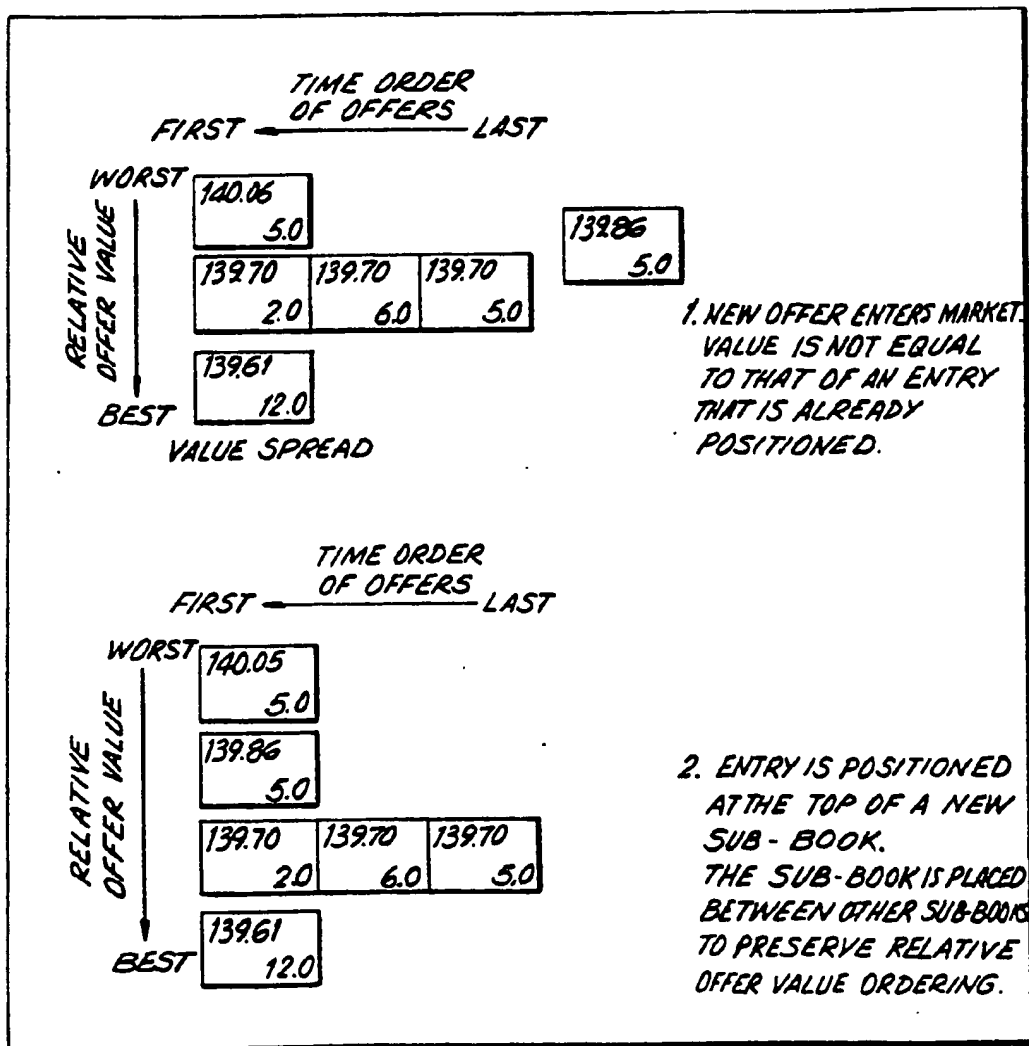 TIME ORDER
OF OFFERS
FIRST LAST
WORST
RELATIVE
OFFER VALUE
BEST
140.06
5.0
139.86
5.0
139.70 139.70 139.70
2.0 6.0 5.0
139.61
12.0
VALUE SPREAD
1. NEW OFFER ENTERS MARKET.
VALUE IS NOT EQUAL
TO THAT OF AN ENTRY
THAT IS ALREADY
POSITIONED.
TIME ORDER
OF OFFERS
FIRST LAST
WORST
RELATIVE
OFFER VALUE
BEST
140.05
5.0
139.86
5.0
139.70 139.70 139.70
2.0 6.0 5.0
139.61
12.0
2. ENTRY IS POSITIONED
AT THE TOP OF A NEW
SUB-BOOK.
THE SUB-BOOK IS PLACED
BETWEEN OTHER SUB-BOOKS
TO PRESERVE RELATIVE
OFFER VALUE ORDERING.